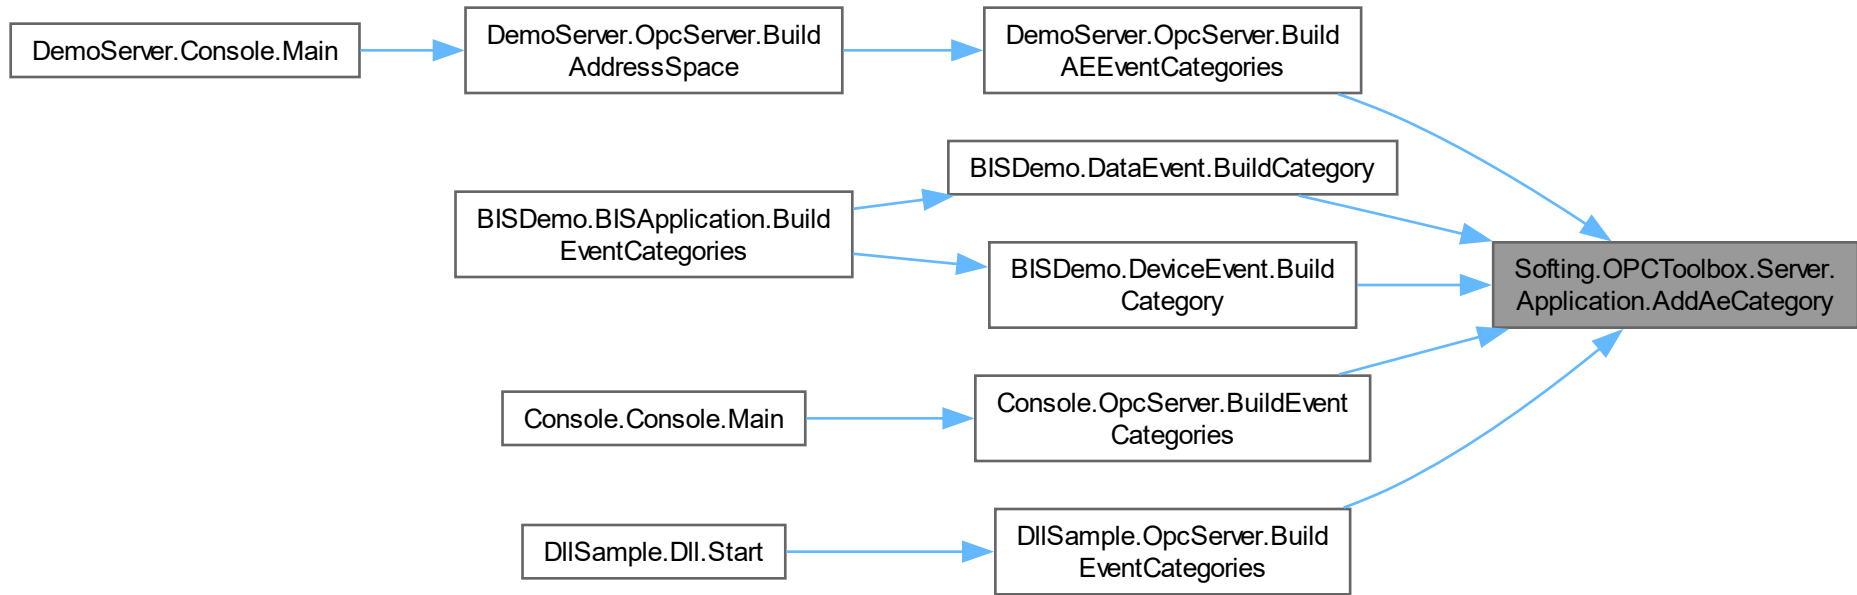 DemoServer.Console.Main
DemoServer.OpcServer.Build
AddressSpace
DemoServer.OpcServer.Build
AEEventCategories
BISDemo.DataEvent.BuildCategory
BISDemo.BISApplication.Build
EventCategories
BISDemo.DeviceEvent.Build
Category
Softing.OPCToolbox.Server.
Application.AddAeCategory
Console.Console.Main
Console.OpcServer.BuildEvent
Categories
DllSample.Dll.Start
DllSample.OpcServer.Build
EventCategories